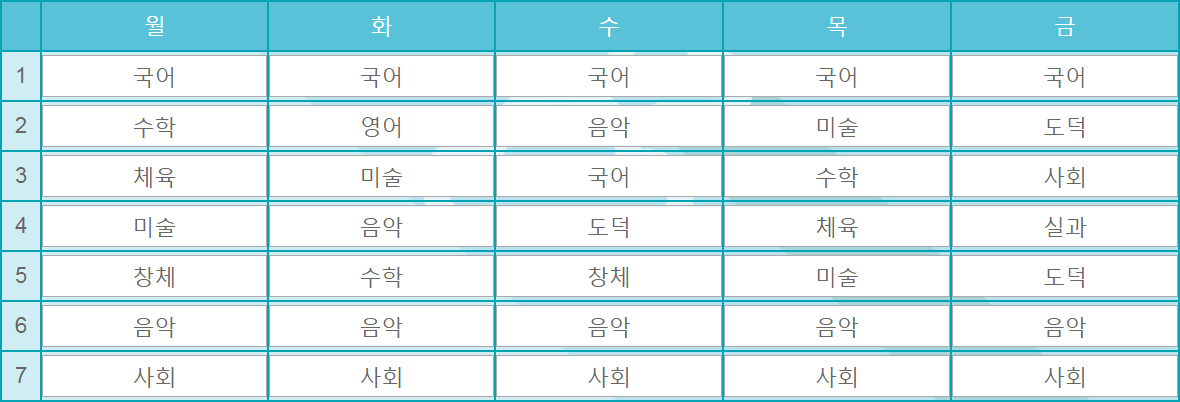 월 화 수 목 금
1 국어 국어 국어 국어 국어
2 수학 영어 음악 미술 도덕
3 체육 미술 국어 수학 사회
4 미술 음악 도덕 체육 실과
5 창체 수학 창체 미술 도덕
6 음악 음악 음악 음악 음악
7 사회 사회 사회 사회 사회